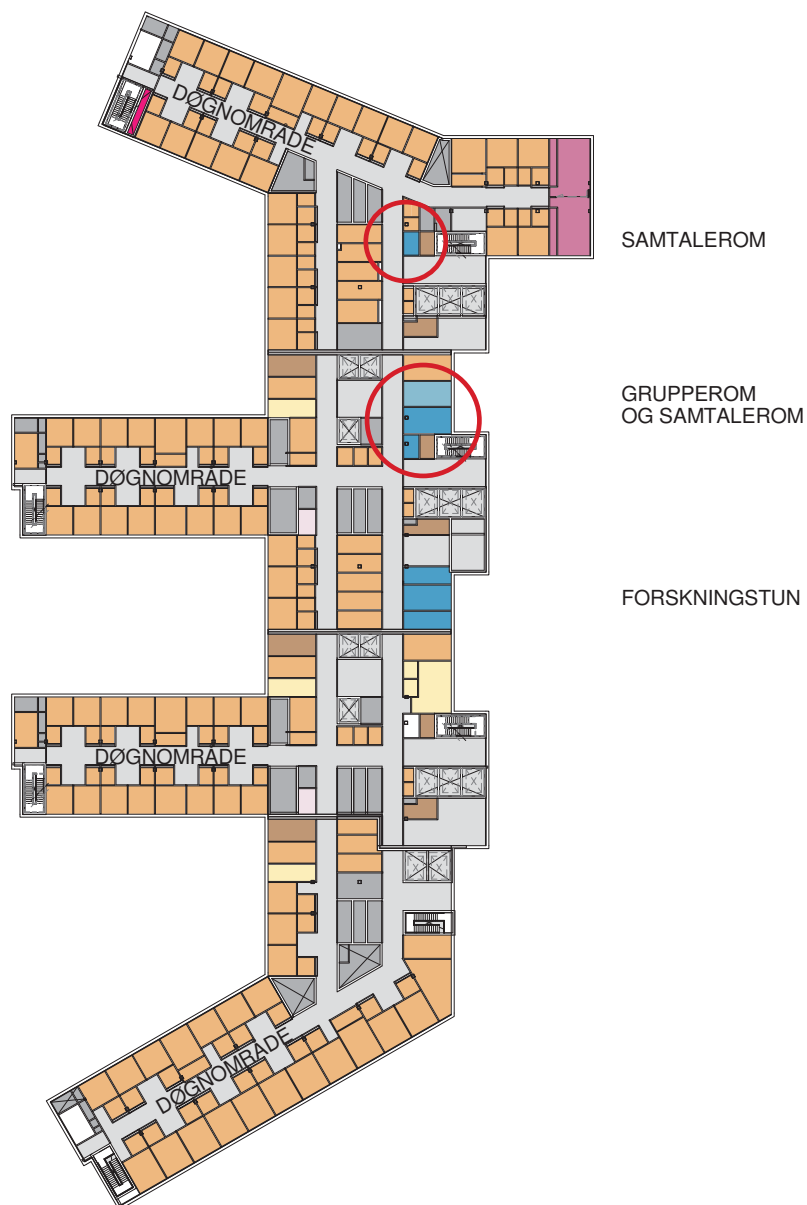 DØGNOMRÅDE
SAMTALEROM
GRUPPEROM
OG SAMTALEROM
DØGNOMRÅDE
FORSKNINGSTUN
DØGNOMRÅDE
DØGNOMRÅDE